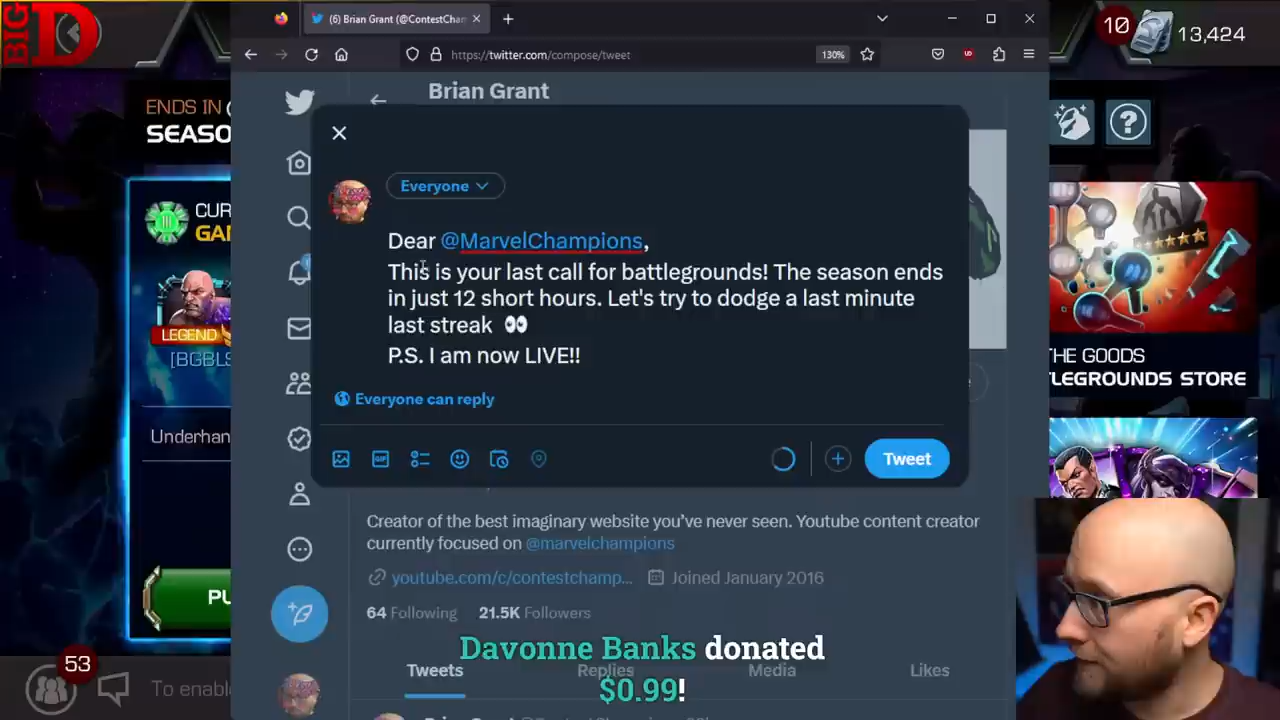 BIG
D
(6) Brian Grant (@ContestCham
https://twitter.com/compose/tweet
130%
10
13,424
ENDS IN
SEASO
Brian Grant
Everyone
CUR
GAN
Dear @MarvelChampions,
This is your last call for battlegrounds! The season ends
in just 12 short hours. Let's try to dodge a last minute
last streak 👀
P.S. I am now LIVE!!
LEGEND
[BGBLS
THE GOODS
TLEGROUNDS STORE
Everyone can reply
Underhan
GIF
Tweet
Creator of the best imaginary website you've never seen. Youtube content creator
currently focused on @marvelchampions
youtube.com/c/contestchamp...
Joined January 2016
64 Following
21.5K Followers
PU
Davonne Banks donated
$0.99!
Tweets
Replies
Media
Likes
53
To enabl